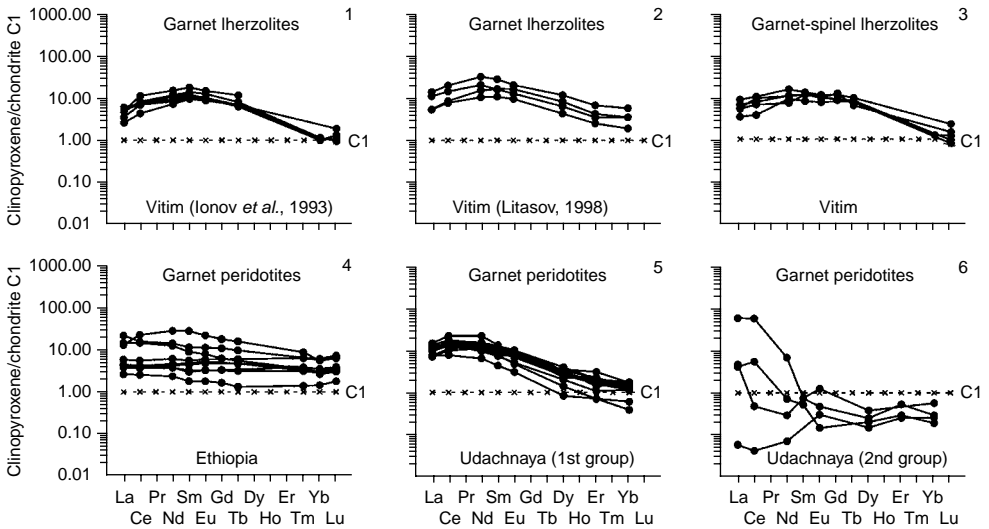 1000.00
100.00
10.00
1.00
0.10
0.01
Clinopyroxene/chondrite C1
Garnet lherzolites
1
C1
Vitim (Ionov et al., 1993)
Garnet lherzolites
2
C1
Vitim (Litasov, 1998)
Garnet-spinel lherzolites
3
C1
Vitim
1000.00
100.00
10.00
1.00
0.10
0.01
Clinopyroxene/chondrite C1
Garnet peridotites
4
C1
Ethiopia
Garnet peridotites
5
C1
Udachnaya (1st group)
Garnet peridotites
6
C1
Udachnaya (2nd group)
La Pr Sm Gd Dy Er Yb
Ce Nd Eu Tb Ho Tm Lu
La Pr Sm Gd Dy Er Yb
Ce Nd Eu Tb Ho Tm Lu
La Pr Sm Gd Dy Er Yb
Ce Nd Eu Tb Ho Tm Lu